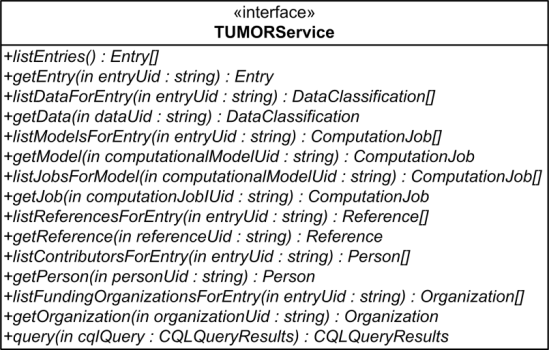 «interface»
TUMORService
+listEntries() : Entry[]
+getEntry(in entryUid : string) : Entry
+listDataForEntry(in entryUid : string) : DataClassification[]
+getData(in dataUid : string) : DataClassification
+listModelsForEntry(in entryUid : string) : ComputationJob[]
+getModel(in computationalModelUid : string) : ComputationJob
+listJobsForModel(in computationalModelUid : string) : ComputationJob[]
+getJob(in computationJobIUid : string) : ComputationJob
+listReferencesForEntry(in entryUid : string) : Reference[]
+getReference(in referenceUid : string) : Reference
+listContributorsForEntry(in entryUid : string) : Person[]
+getPerson(in personUid : string) : Person
+listFundingOrganizationsForEntry(in entryUid : string) : Organization[]
+getOrganization(in organizationUid : string) : Organization
+query(in cqlQuery : CQLQueryResults) : CQLQueryResults